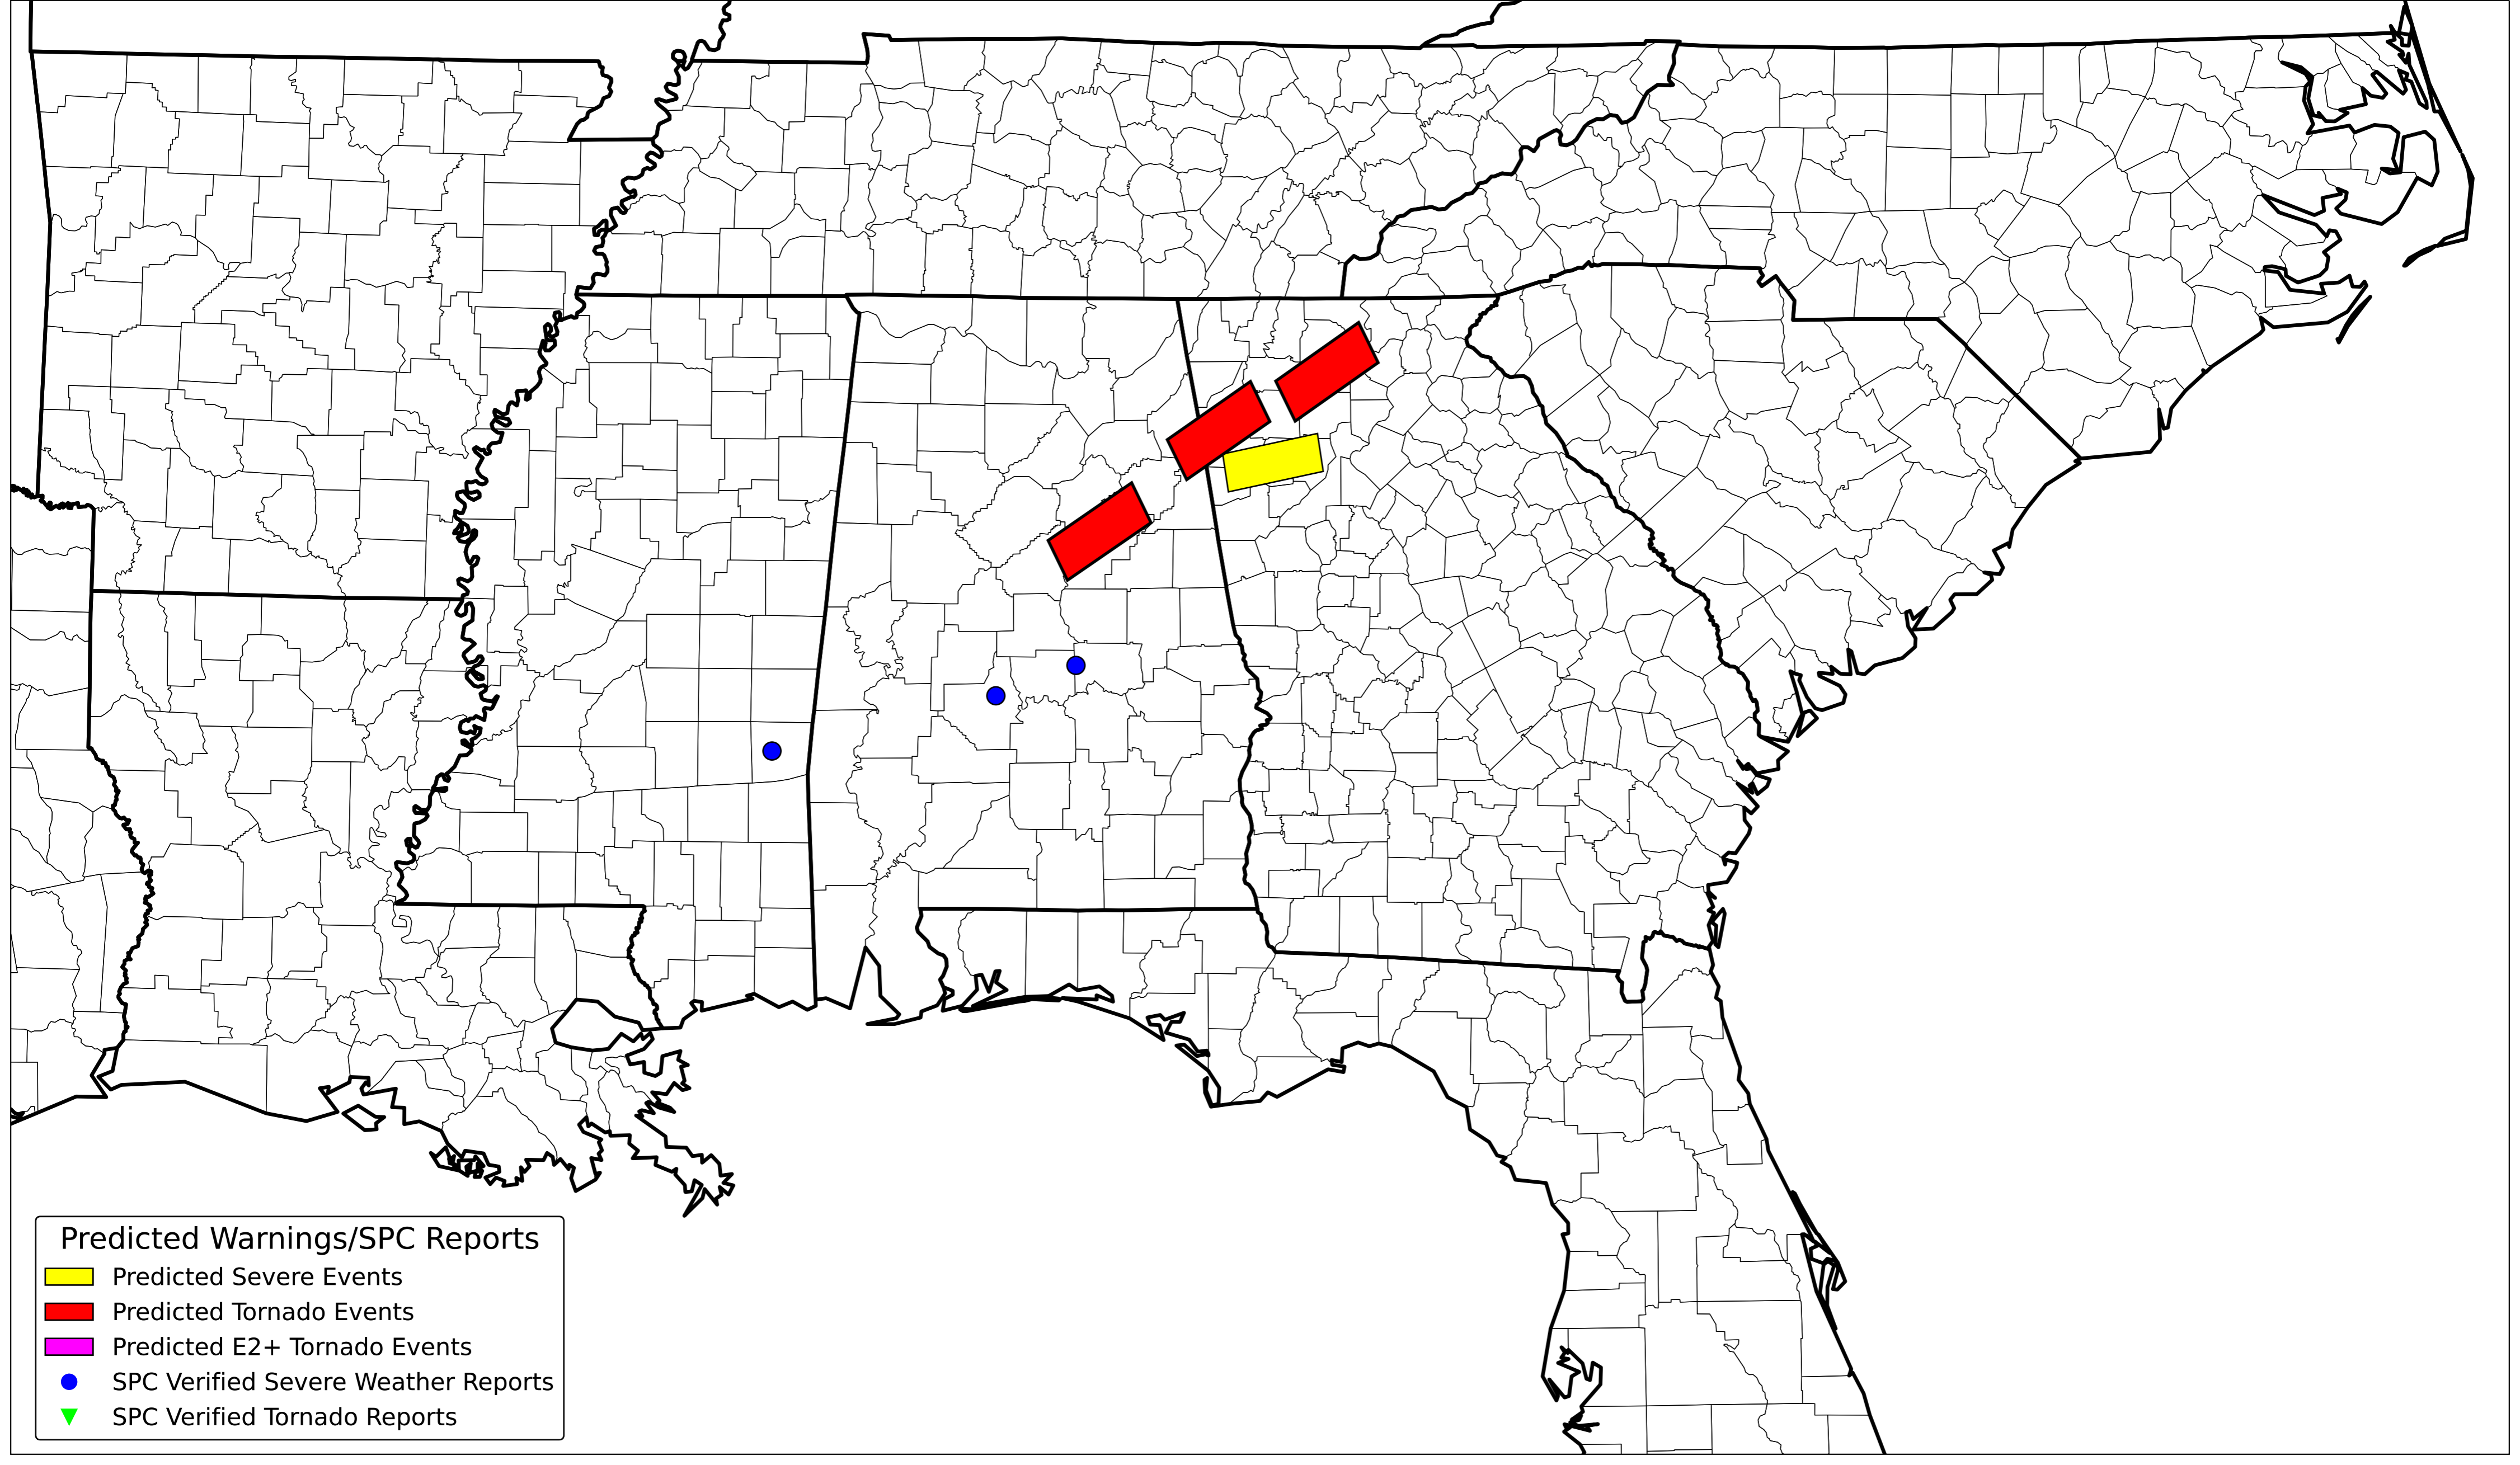 Predicted Warnings/SPC Reports
Predicted Severe Events
Predicted Tornado Events
Predicted E2+ Tornado Events
SPC Verified Severe Weather Reports
SPC Verified Tornado Reports